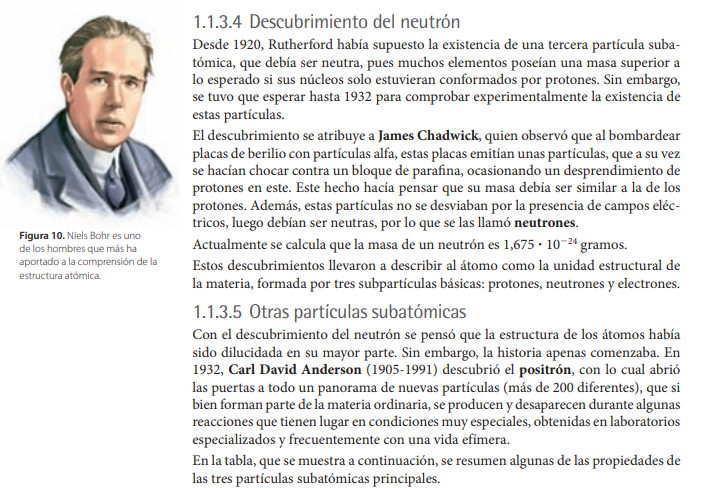 1.1.3.4 Descubrimiento del neutrón
Desde 1920, Rutherford había supuesto la existencia de una tercera partícula suba-
tómica, que debía ser neutra, pues muchos elementos poseían una masa superior a
lo esperado si sus núcleos solo estuvieran conformados por protones. Sin embargo,
se tuvo que esperar hasta 1932 para comprobar experimentalmente la existencia de
estas partículas.
El descubrimiento se atribuye a James Chadwick, quien observó que al bombardear
placas de berilio con partículas alfa, estas placas emitían unas partículas, que a su vez
se hacían chocar contra un bloque de parafina, ocasionando un desprendimiento de
protones en este. Este hecho hacía pensar que su masa debía ser similar a la de los
protones. Además, estas partículas no se desviaban por la presencia de campos eléc-
tricos, luego debían ser neutras, por lo que se las llamó neutrones.
Actualmente se calcula que la masa de un neutrón es 1,675 · 10⁻²⁴ gramos.
Estos descubrimientos llevaron a describir al átomo como la unidad estructural de
la materia, formada por tres subpartículas básicas: protones, neutrones y electrones.
Figura 10. Niels Bohr es uno
de los hombres que más ha
aportado a la comprensión de la
estructura atómica.
1.1.3.5 Otras partículas subatómicas
Con el descubrimiento del neutrón se pensó que la estructura de los átomos había
sido dilucidada en su mayor parte. Sin embargo, la historia apenas comenzaba. En
1932, Carl David Anderson (1905-1991) descubrió el positrón, con lo cual abrió
las puertas a todo un panorama de nuevas partículas (más de 200 diferentes), que si
bien forman parte de la materia ordinaria, se producen y desaparecen durante algunas
reacciones que tienen lugar en condiciones muy especiales, obtenidas en laboratorios
especializados y frecuentemente con una vida efímera.
En la tabla, que se muestra a continuación, se resumen algunas de las propiedades de
las tres partículas subatómicas principales.